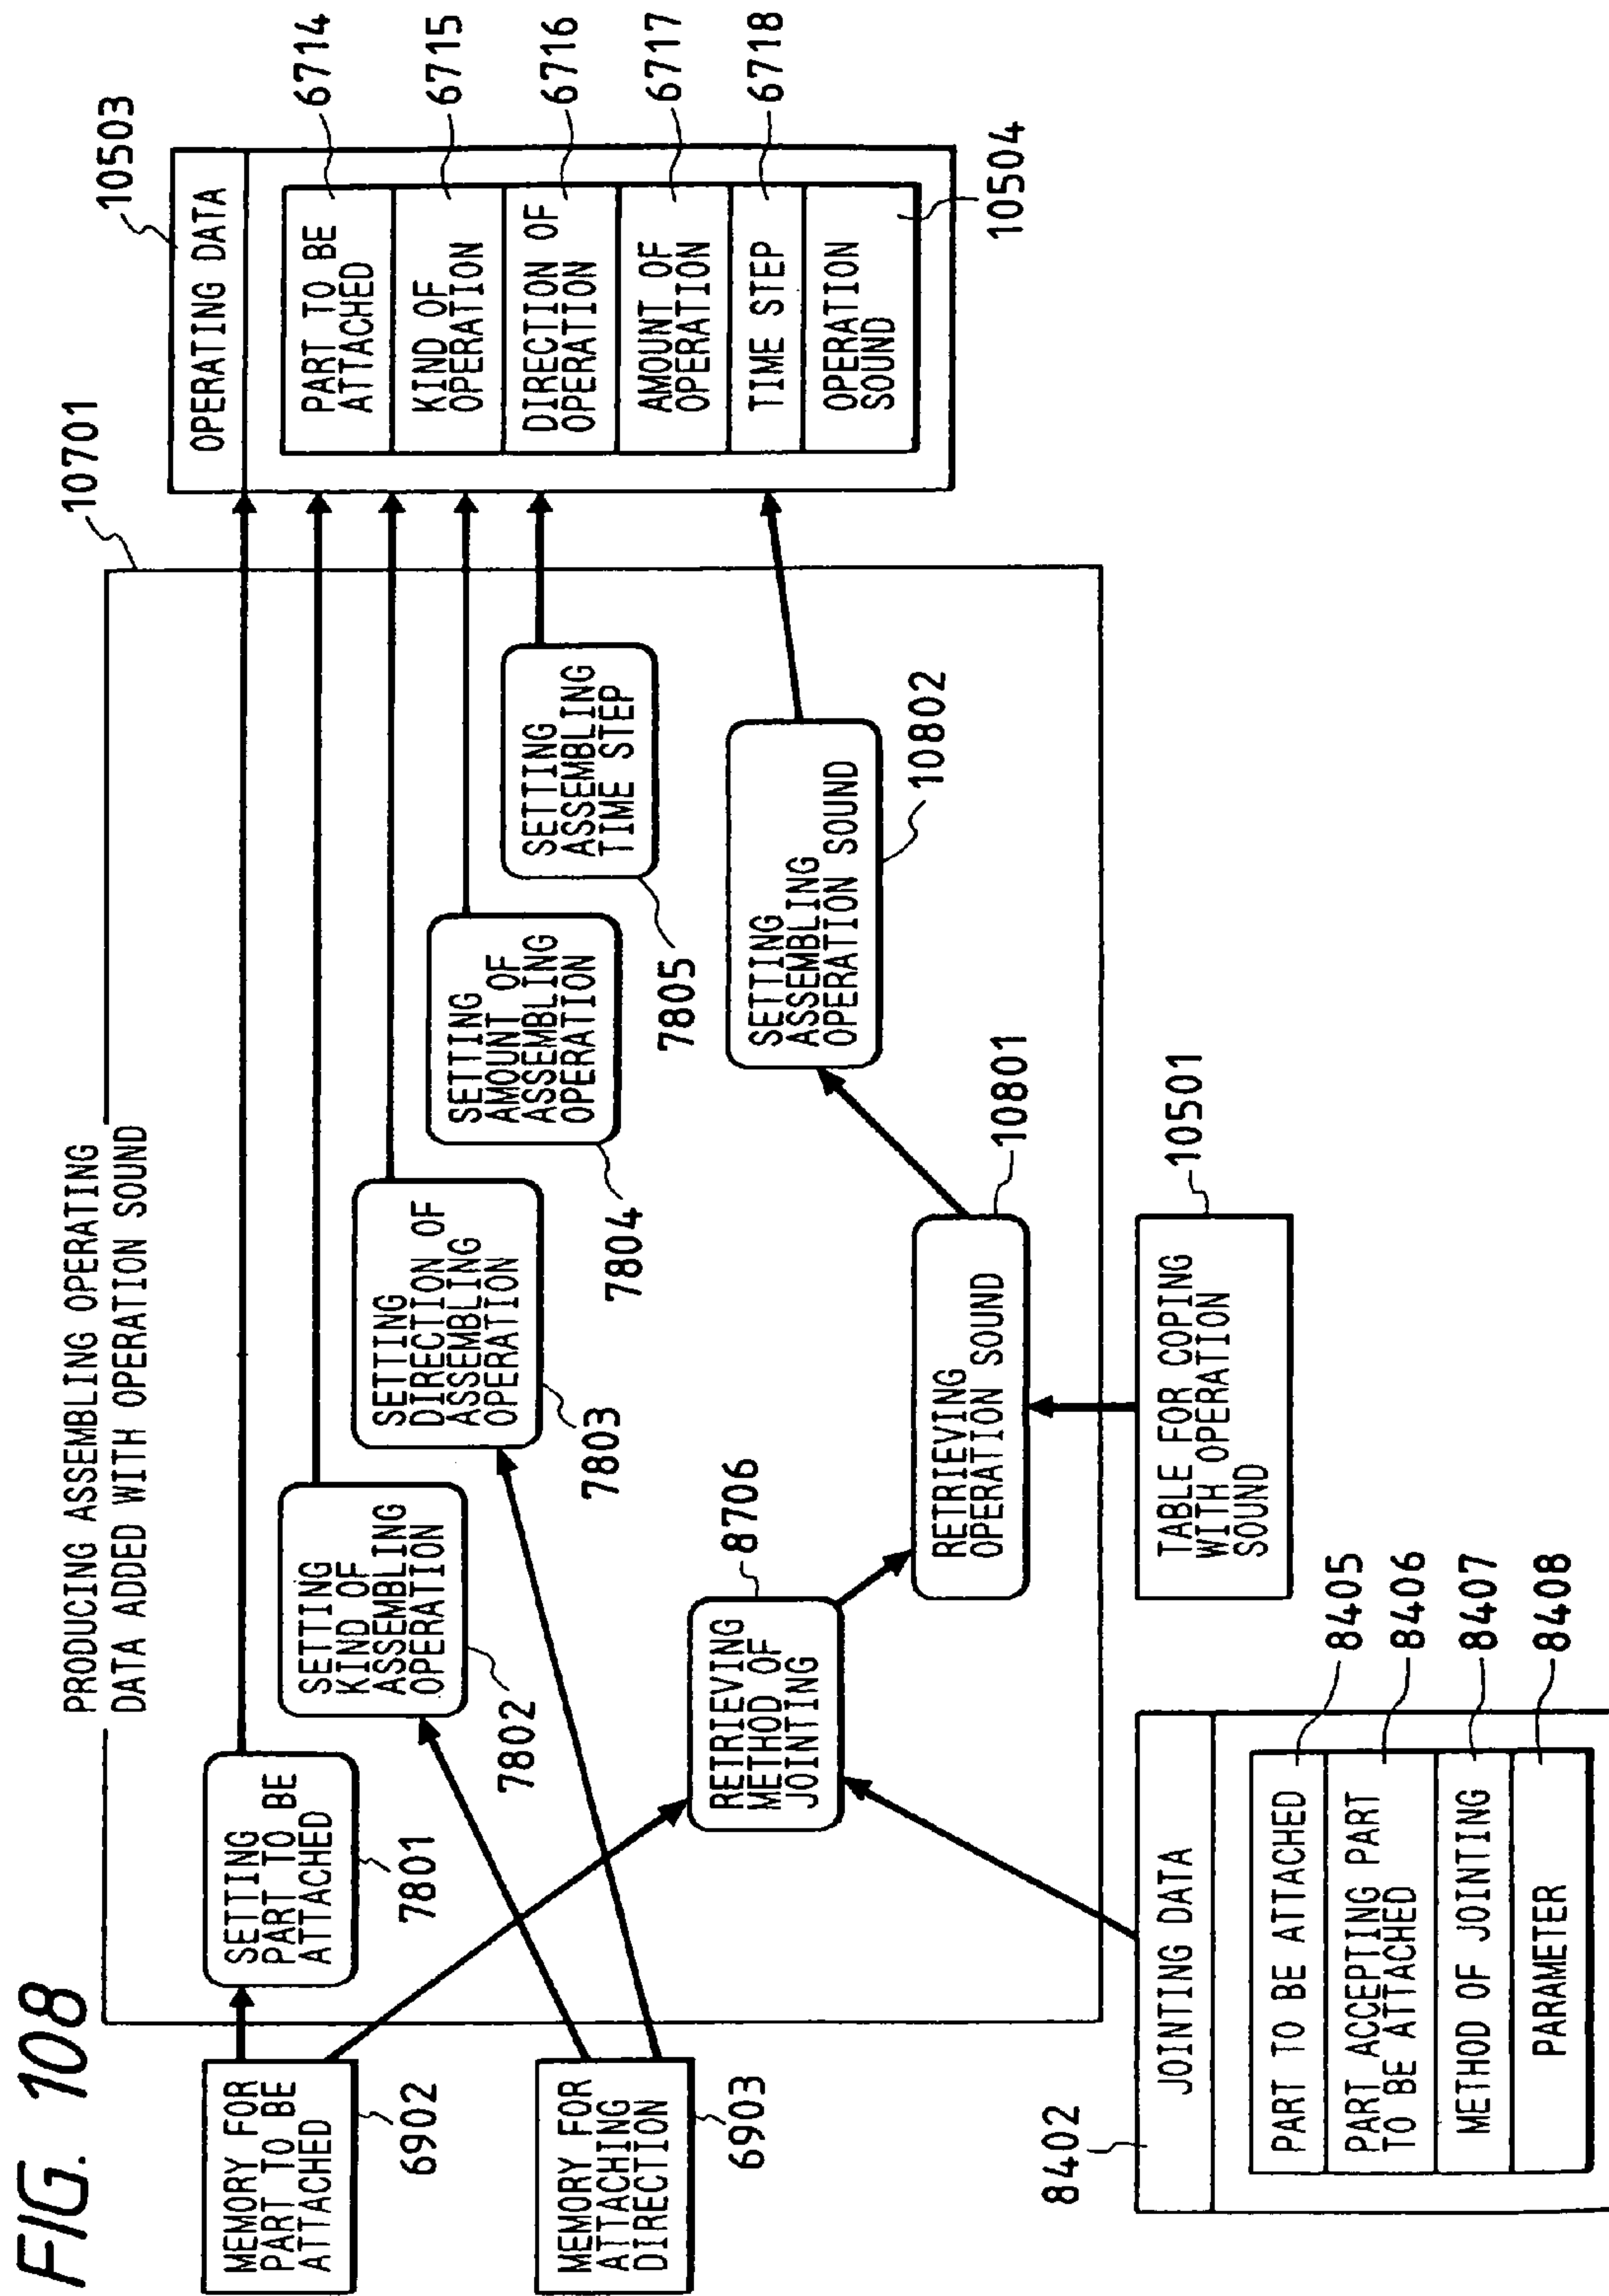 FIG. 108
PRODUCING ASSEMBLING OPERATING
DATA ADDED WITH OPERATION SOUND
10701
10503
MEMORY FOR
PART TO BE
ATTACHED
6902
MEMORY FOR
ATTACHING
DIRECTION
6903
SETTING
PART TO BE
ATTACHED
7801
SETTING
KIND OF
ASSEMBLING
OPERATION
7802
SETTING
DIRECTION OF
ASSEMBLING
OPERATION
7803
SETTING
AMOUNT OF
ASSEMBLING
OPERATION
7804
SETTING
ASSEMBLING
TIME STEP
7805
RETRIEVING
METHOD OF
JOINTING
8706
RETRIEVING
OPERATION SOUND
10801
SETTING
ASSEMBLING
OPERATION SOUND
10802
OPERATING DATA
PART TO BE
ATTACHED
6714
KIND OF
OPERATION
6715
DIRECTION OF
OPERATION
6716
AMOUNT OF
OPERATION
6717
TIME STEP
6718
OPERATION
SOUND
10504
8402
JOINTING DATA
PART TO BE ATTACHED
8405
PART ACCEPTING PART
TO BE ATTACHED
8406
METHOD OF JOINTING
8407
PARAMETER
8408
TABLE FOR COPING
WITH OPERATION
SOUND
10501